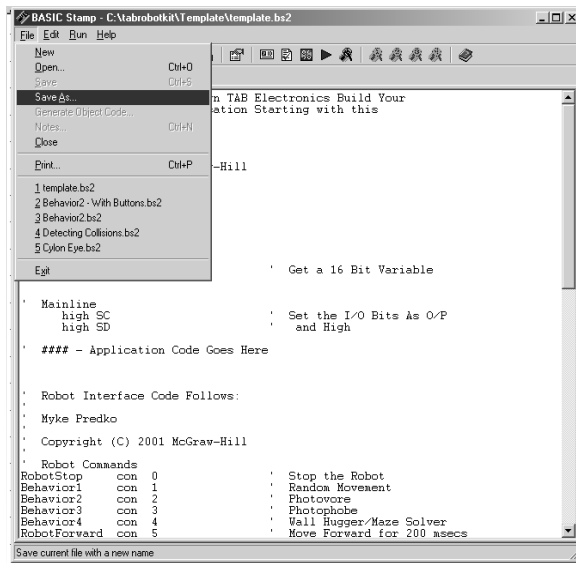 BASIC Stamp - C:\tabrobotkit\Template\template.bs2
File Edit Run Help
New
Open... Ctrl+O
Save Ctrl+S
Save As...
Generate Object Code...
Notes... Ctrl+N
Close
Print... Ctrl+P
1 template.bs2
2 Behavior2 - With Buttons.bs2
3 Behavior2.bs2
4 Detecting Collisions.bs2
5 Cylon Eye.bs2
Exit
n TAB Electronics Build Your
ation Starting with this
-Hill
' Get a 16 Bit Variable
' Mainline
high SC ' Set the I/O Bits As O/P
high SD ' and High
' #### - Application Code Goes Here
' Robot Interface Code Follows:
'
' Myke Predko
'
' Copyright (C) 2001 McGraw-Hill
'
' Robot Commands
RobotStop con 0 ' Stop the Robot
Behavior1 con 1 ' Random Movement
Behavior2 con 2 ' Photovore
Behavior3 con 3 ' Photophobe
Behavior4 con 4 ' Wall Hugger/Maze Solver
RobotForward con 5 ' Move Forward for 200 msecs
Save current file with a new name